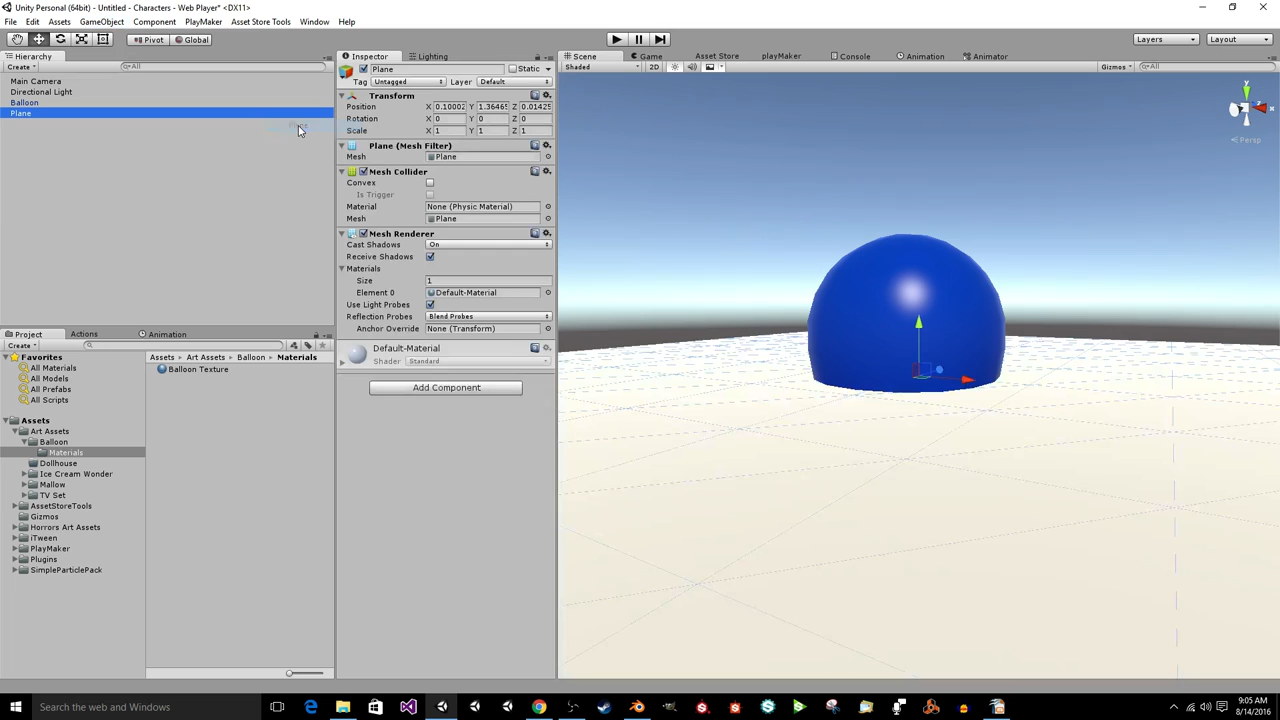 Unity Personal (64bit) - Untitled - Characters - Web Player* <DX11>
File Edit Assets GameObject Component PlayMaker Asset Store Tools Window Help
Pivot Global Layers Layout
Hierarchy
Create All
Main Camera
Directional Light
Balloon
Plane
Inspector Lighting
Plane Static
Tag Untagged Layer Default
Transform
Position X 0.10002 Y 1.36465 Z 0.01425
Rotation X 0 Y 0 Z 0
Scale X 1 Y 1 Z 1
Plane (Mesh Filter)
Mesh Plane
Mesh Collider
Convex
Is Trigger
Material None (Physic Material)
Mesh Plane
Mesh Renderer
Cast Shadows On
Receive Shadows
Materials
Size 1
Element 0 Default-Material
Use Light Probes
Reflection Probes Blend Probes
Anchor Override None (Transform)
Default-Material
Shader Standard
Add Component
Scene Game Asset Store playMaker Console Animation Animator
Shaded 2D Gizmos All
y
x
Persp
Project Actions Animation
Create
Favorites
All Materials
All Models
All Prefabs
All Scripts
Assets
Art Assets
Balloon
Materials
Dollhouse
Ice Cream Wonder
Mallow
TV Set
AssetStoreTools
Gizmos
Horrors Art Assets
iTween
PlayMaker
Plugins
SimpleParticlePack
Assets Art Assets Balloon Materials
Balloon Texture
Search the web and Windows
9:05 AM
8/14/2016